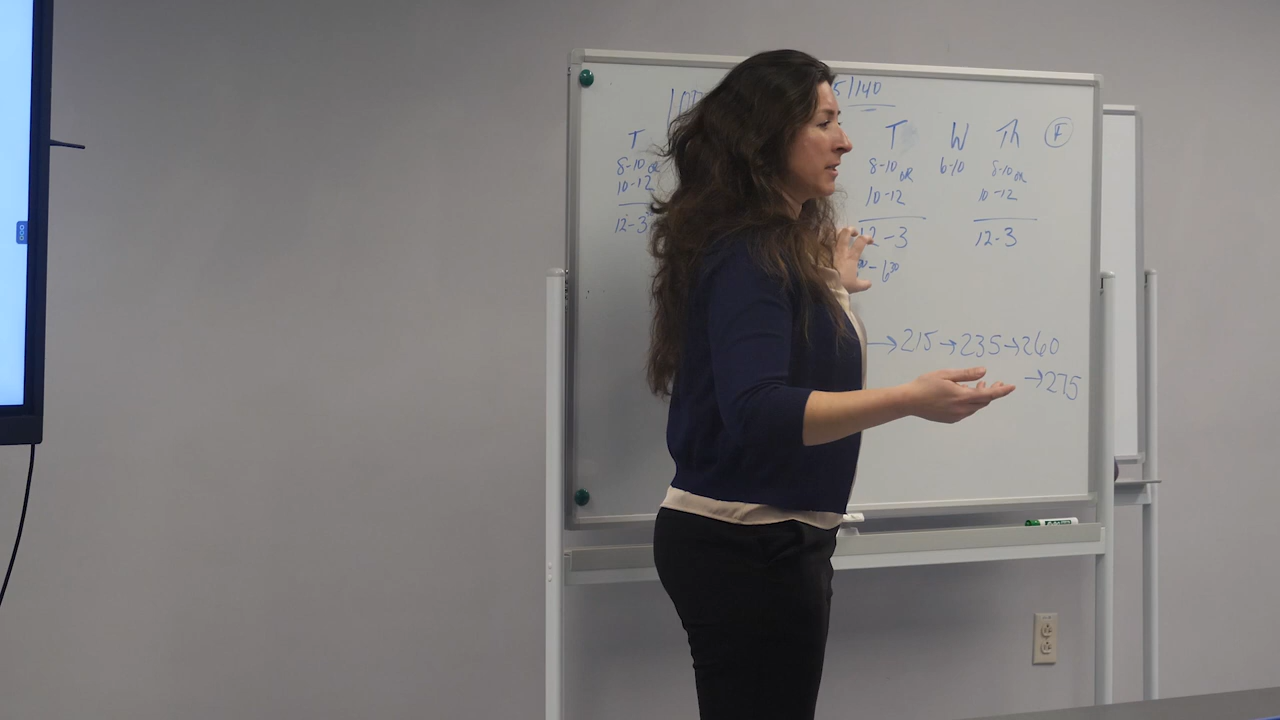 5/140
T
8-10 OR
10-12
12-3
T W Th F
8-10 OR 6-10 8-10 OR
10-12 10-12
12-3 12-3
- 6³⁰
→215→235→260
→275